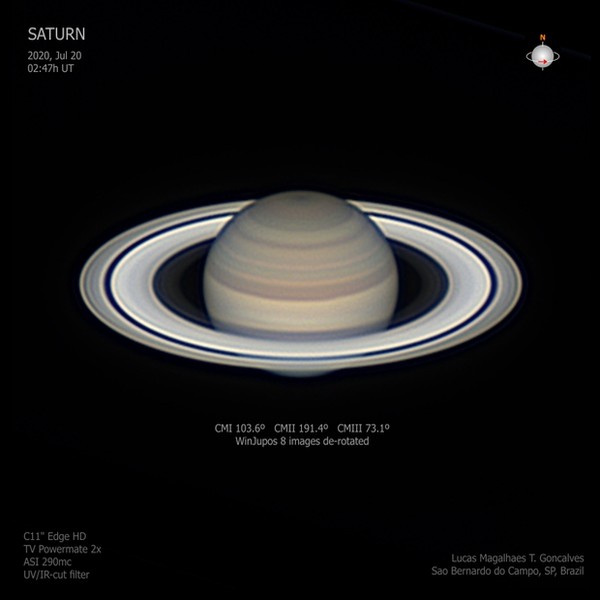 SATURN
2020, Jul 20
02:47h UT
N
CMI 103.6º CMII 191.4º CMIII 73.1º
WinJupos 8 images de-rotated
C11" Edge HD
TV Powermate 2x
ASI 290mc
UV/IR-cut filter
Lucas Magalhaes T. Goncalves
Sao Bernardo do Campo, SP, Brazil